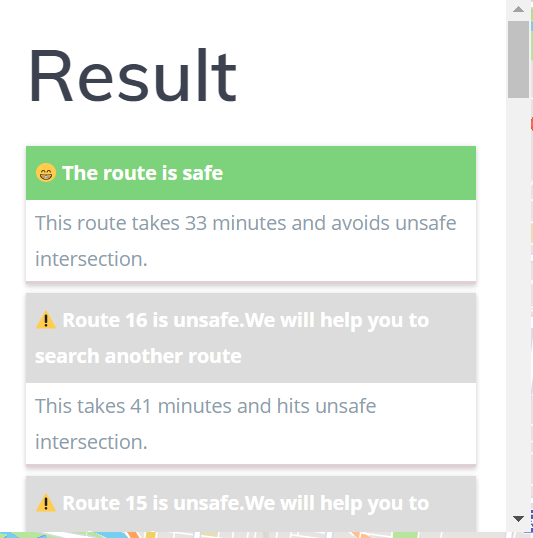 Result
😁 The route is safe
This route takes 33 minutes and avoids unsafe
intersection.
⚠ Route 16 is unsafe.We will help you to
search another route
This takes 41 minutes and hits unsafe
intersection.
⚠ Route 15 is unsafe.We will help you to